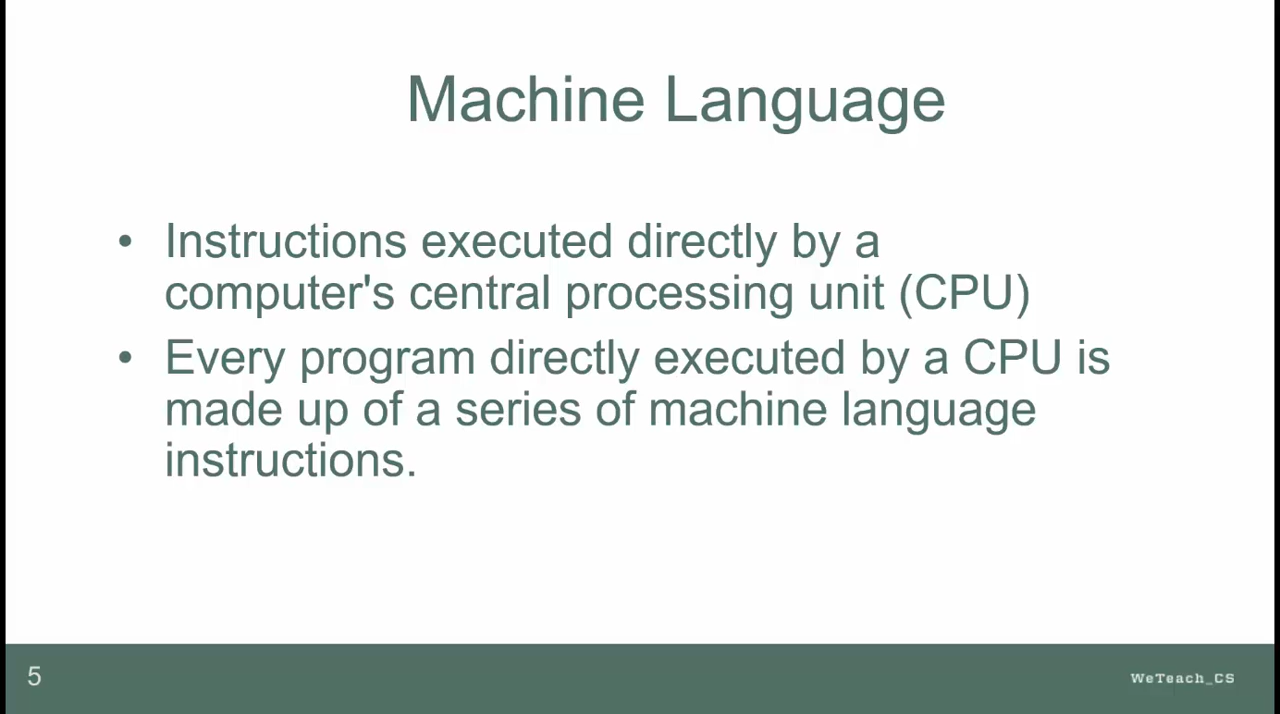 Machine Language
• Instructions executed directly by a
computer's central processing unit (CPU)
• Every program directly executed by a CPU is
made up of a series of machine language
instructions.
5
WeTeach_CS